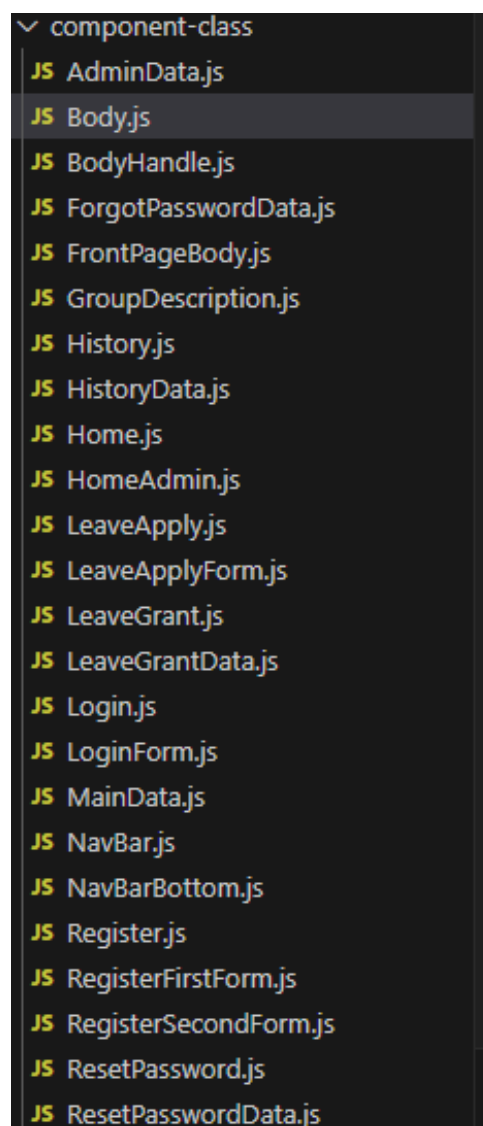 component-class
JS AdminData.js
JS Body.js
JS BodyHandle.js
JS ForgotPasswordData.js
JS FrontPageBody.js
JS GroupDescription.js
JS History.js
JS HistoryData.js
JS Home.js
JS HomeAdmin.js
JS LeaveApply.js
JS LeaveApplyForm.js
JS LeaveGrant.js
JS LeaveGrantData.js
JS Login.js
JS LoginForm.js
JS MainData.js
JS NavBar.js
JS NavBarBottom.js
JS Register.js
JS RegisterFirstForm.js
JS RegisterSecondForm.js
JS ResetPassword.js
JS ResetPasswordData.js